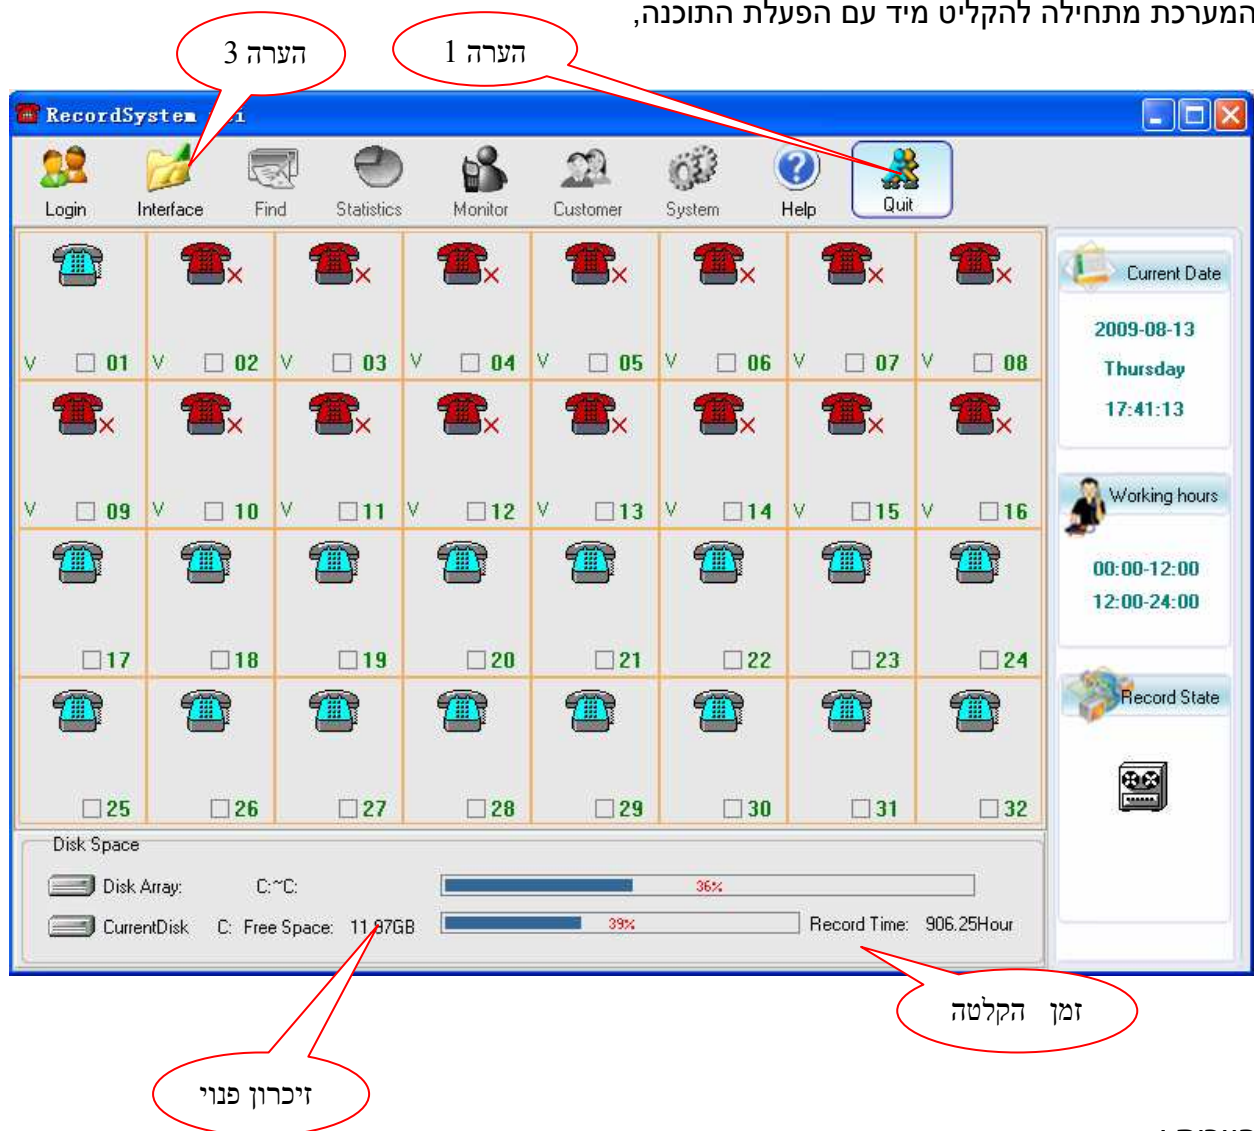 המערכת מתחילה להקליט מיד עם הפעלת התוכנה,
הערה 3
הערה 1
RecordSystem
Login Interface Find Statistics Monitor Customer System Help Quit
V 01 V 02 V 03 V 04 V 05 V 06 V 07 V 08
V 09 V 10 V 11 V 12 V 13 V 14 V 15 V 16
17 18 19 20 21 22 23 24
25 26 27 28 29 30 31 32
Current Date
2009-08-13
Thursday
17:41:13
Working hours
00:00-12:00
12:00-24:00
Record State
Disk Space
Disk Array: C:~C: 36%
CurrentDisk C: Free Space: 11.87GB 39% Record Time: 906.25Hour
זמן הקלטה
זיכרון פנוי